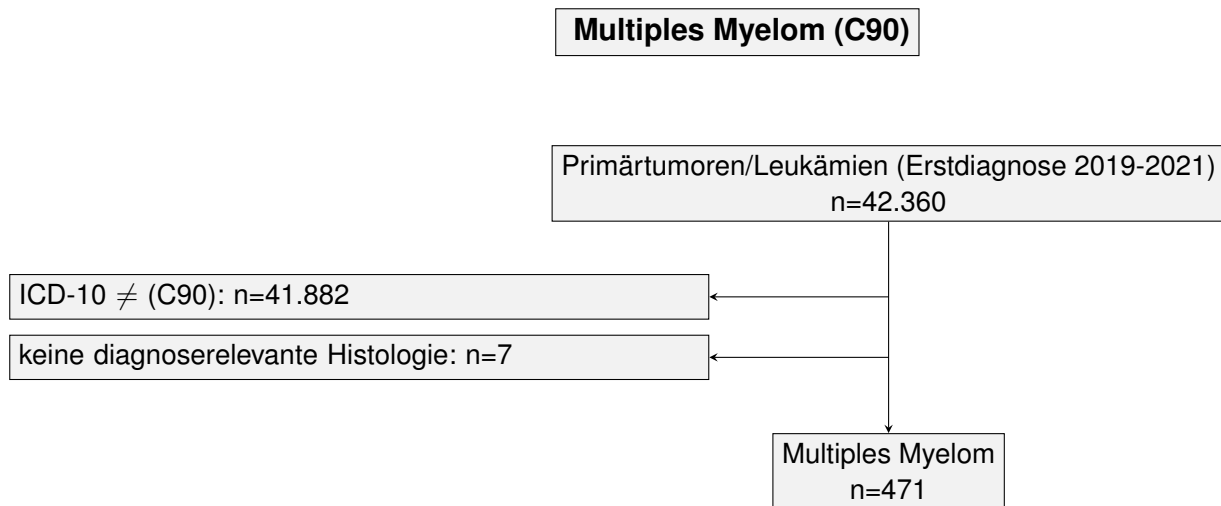 Multiples Myelom (C90)
Primärtumoren/Leukämien (Erstdiagnose 2019-2021)
n=42.360
ICD-10 ≠ (C90): n=41.882
keine diagnoserelevante Histologie: n=7
Multiples Myelom
n=471